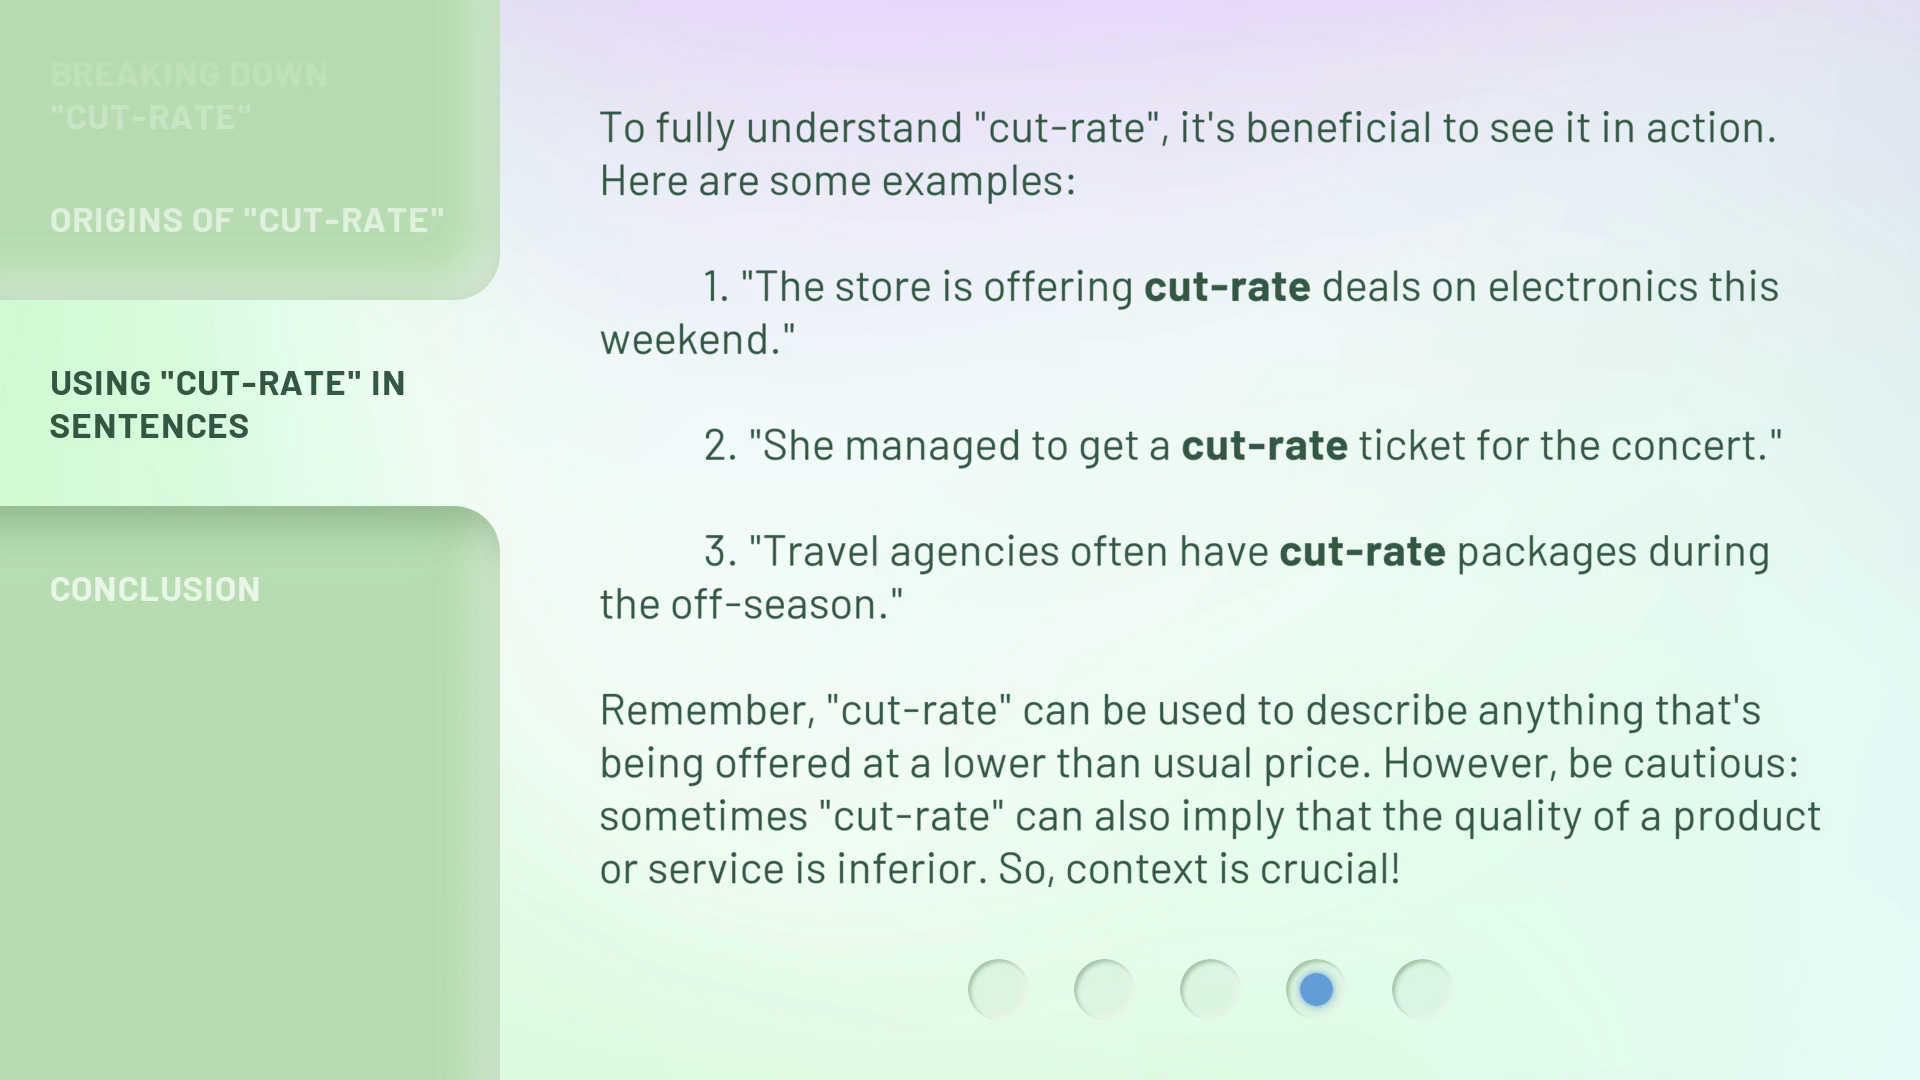 BREAKING DOWN
"CUT-RATE"
ORIGINS OF "CUT-RATE"
USING "CUT-RATE" IN
SENTENCES
CONCLUSION
To fully understand "cut-rate", it's beneficial to see it in action.
Here are some examples:
1. "The store is offering cut-rate deals on electronics this
weekend."
2. "She managed to get a cut-rate ticket for the concert."
3. "Travel agencies often have cut-rate packages during
the off-season."
Remember, "cut-rate" can be used to describe anything that's
being offered at a lower than usual price. However, be cautious:
sometimes "cut-rate" can also imply that the quality of a product
or service is inferior. So, context is crucial!